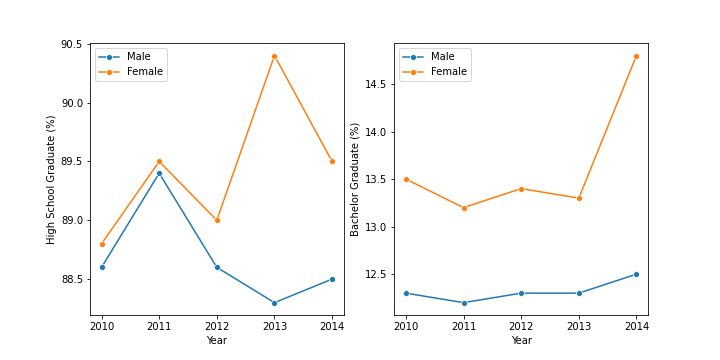 Male
Female
High School Graduate (%)
90.5
90.0
89.5
89.0
88.5
2010 2011 2012 2013 2014
Year
Male
Female
Bachelor Graduate (%)
14.5
14.0
13.5
13.0
12.5
2010 2011 2012 2013 2014
Year